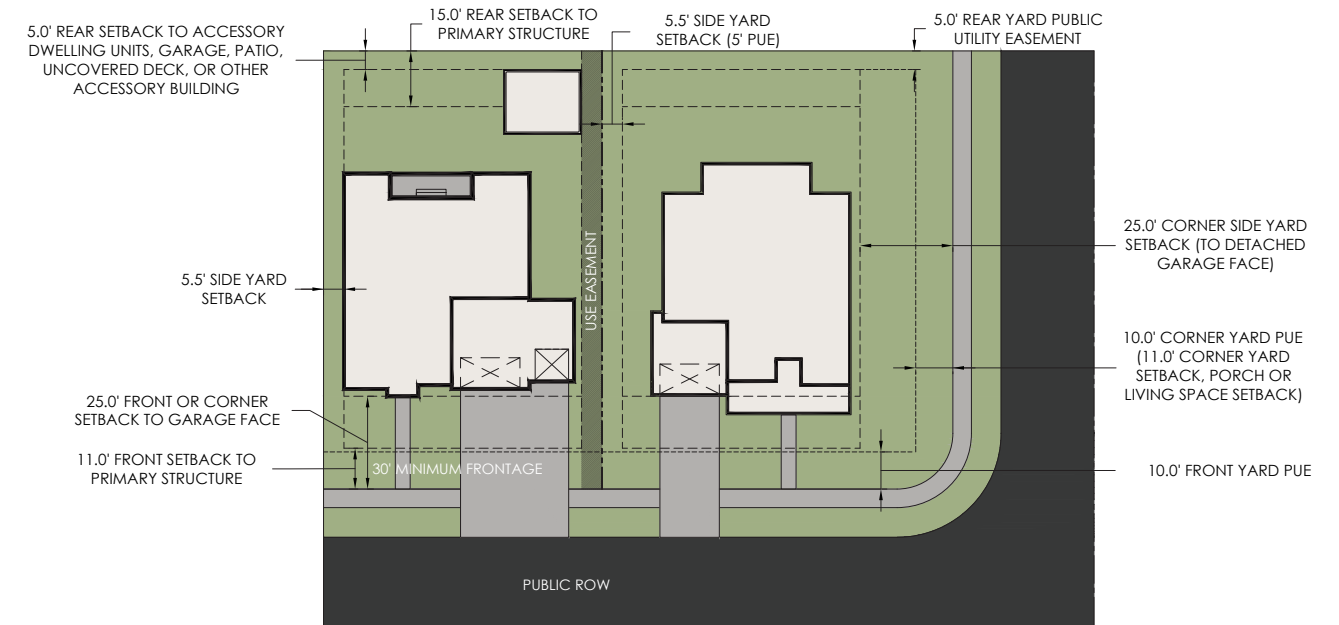 5.0' REAR SETBACK TO ACCESSORY
DWELLING UNITS, GARAGE, PATIO,
UNCOVERED DECK, OR OTHER
ACCESSORY BUILDING
15.0' REAR SETBACK TO
PRIMARY STRUCTURE
5.5' SIDE YARD
SETBACK (5' PUE)
5.0' REAR YARD PUBLIC
UTILITY EASEMENT
5.5' SIDE YARD
SETBACK
USE EASEMENT
25.0' CORNER SIDE YARD
SETBACK (TO DETACHED
GARAGE FACE)
10.0' CORNER YARD PUE
(11.0' CORNER YARD
SETBACK, PORCH OR
LIVING SPACE SETBACK)
25.0' FRONT OR CORNER
SETBACK TO GARAGE FACE
11.0' FRONT SETBACK TO
PRIMARY STRUCTURE
30' MINIMUM FRONTAGE
10.0' FRONT YARD PUE
PUBLIC ROW